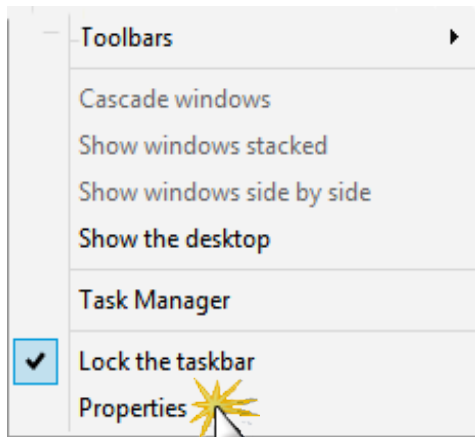 Toolbars
Cascade windows
Show windows stacked
Show windows side by side
Show the desktop
Task Manager
Lock the taskbar
Properties